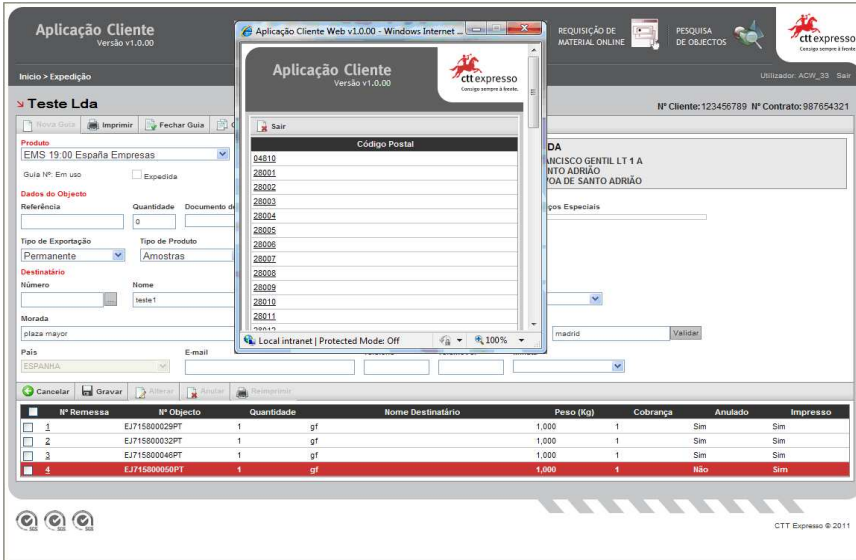 Aplicação Cliente
Versão v1.0.00
REQUISIÇÃO DE
MATERIAL ONLINE
PESQUISA
DE OBJECTOS
ctt expresso
Consigo sempre à frente.
Inicio > Expedição
Utilizador: ACW_33 Sair
Teste Lda
Nº Cliente:123456789 Nº Contrato:987654321
Nova Guia Imprimir Fechar Guia
Produto
EMS 19:00 España Empresas
Guia Nº: Em uso
Expedida
DA
ANCISCO GENTIL LT 1 A
NTO ADRIÃO
VOA DE SANTO ADRIÃO
Dados do Objecto
Referência Quantidade Documento de
ços Especiais
0
Tipo de Exportação Tipo de Produto
Permanente Amostras
Destinatário
Número Nome
teste1
Morada
plaza mayor
madrid
Validar
País E-mail
ESPANHA
Cancelar Gravar Alterar Anular Reimprimir
Nº Remessa Nº Objecto Quantidade Nome Destinatário Peso (Kg) Cobrança Anulado Impresso
1 EJ715800029PT 1 gf 1,000 1 Sim Sim
2 EJ715800032PT 1 gf 1,000 1 Sim Sim
3 EJ715800046PT 1 gf 1,000 1 Sim Sim
4 EJ715800050PT 1 gf 1,000 1 Não Sim
CTT Expresso © 2011
Aplicação Cliente Web v1.0.00 - Windows Internet ...
Aplicação Cliente
Versão v1.0.00
ctt expresso
Consigo sempre à frente.
Sair
Código Postal
04810
28001
28002
28003
28004
28005
28006
28007
28008
28009
28010
28011
28012
Local intranet | Protected Mode: Off
100%
SGS SGS SGS